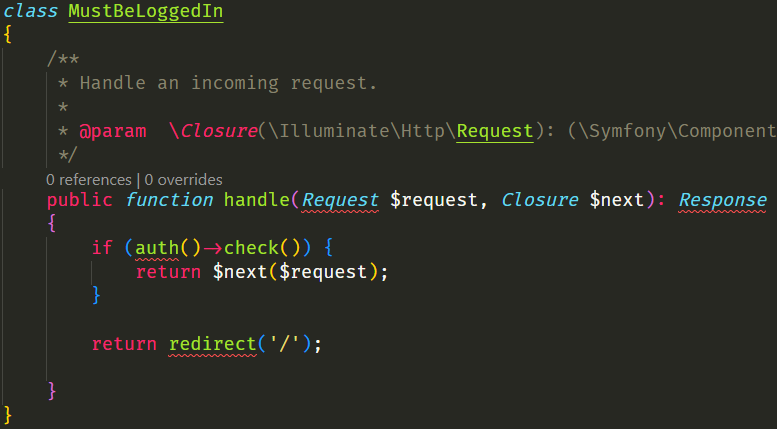 class MustBeLoggedIn
{
    /**
     * Handle an incoming request.
     *
     * @param  \Closure(\Illuminate\Http\Request): (\Symfony\Component
     */
    0 references | 0 overrides
    public function handle(Request $request, Closure $next): Response
    {
        if (auth()->check()) {
            return $next($request);
        }

        return redirect('/');

    }
}